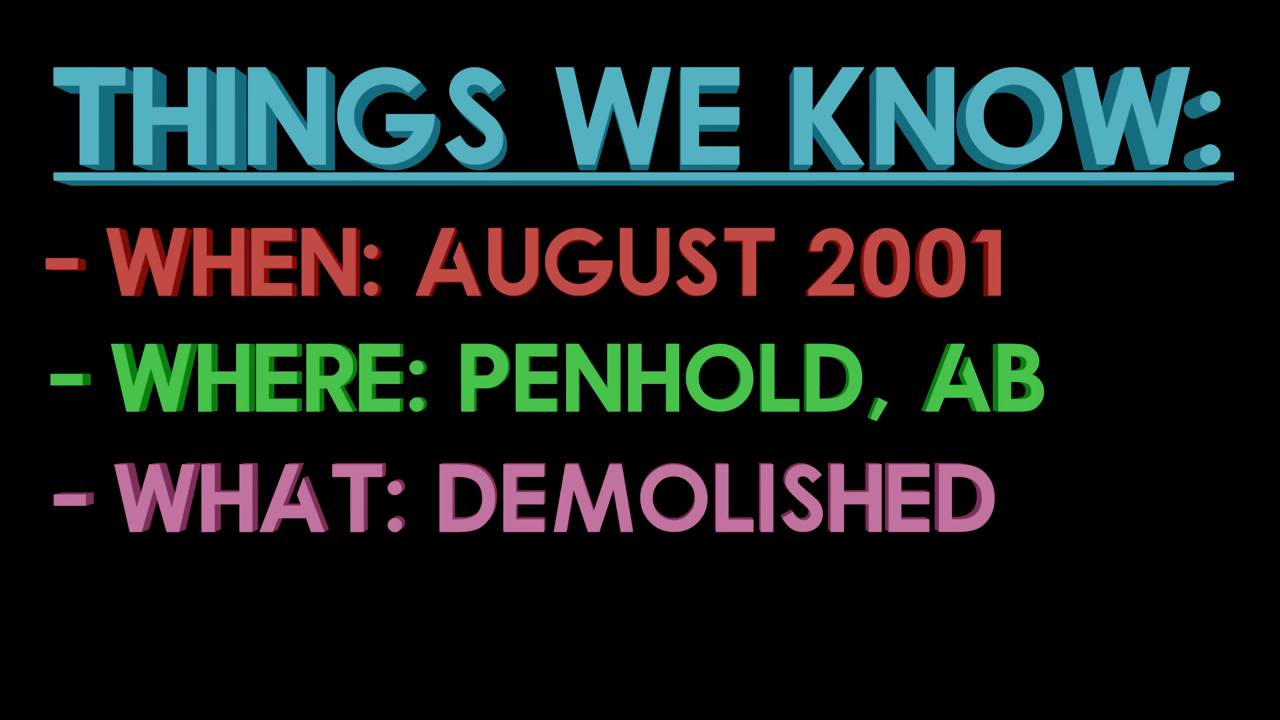 THINGS WE KNOW:
- WHEN: AUGUST 2001
- WHERE: PENHOLD, AB
- WHAT: DEMOLISHED